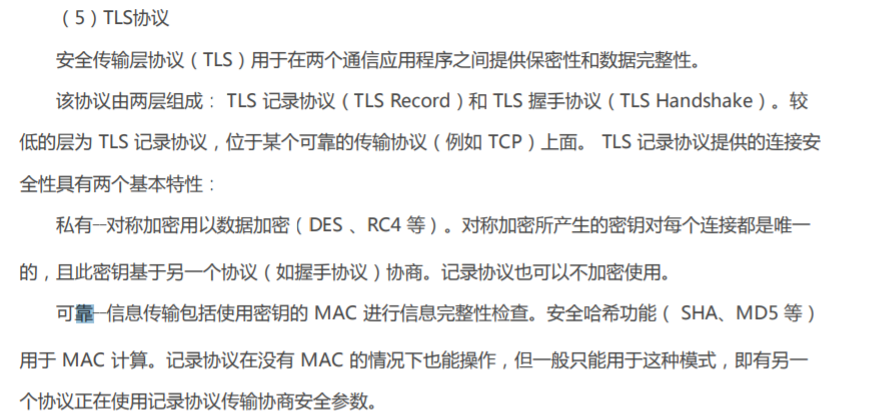 （5）TLS协议
安全传输层协议（TLS）用于在两个通信应用程序之间提供保密性和数据完整性。
该协议由两层组成： TLS 记录协议（TLS Record）和 TLS 握手协议（TLS Handshake）。较
低的层为 TLS 记录协议，位于某个可靠的传输协议（例如 TCP）上面。 TLS 记录协议提供的连接安
全性具有两个基本特性：
私有--对称加密用以数据加密（DES 、RC4 等）。对称加密所产生的密钥对每个连接都是唯一
的，且此密钥基于另一个协议（如握手协议）协商。记录协议也可以不加密使用。
可靠--信息传输包括使用密钥的 MAC 进行信息完整性检查。安全哈希功能（ SHA、MD5 等）
用于 MAC 计算。记录协议在没有 MAC 的情况下也能操作，但一般只能用于这种模式，即有另一
个协议正在使用记录协议传输协商安全参数。